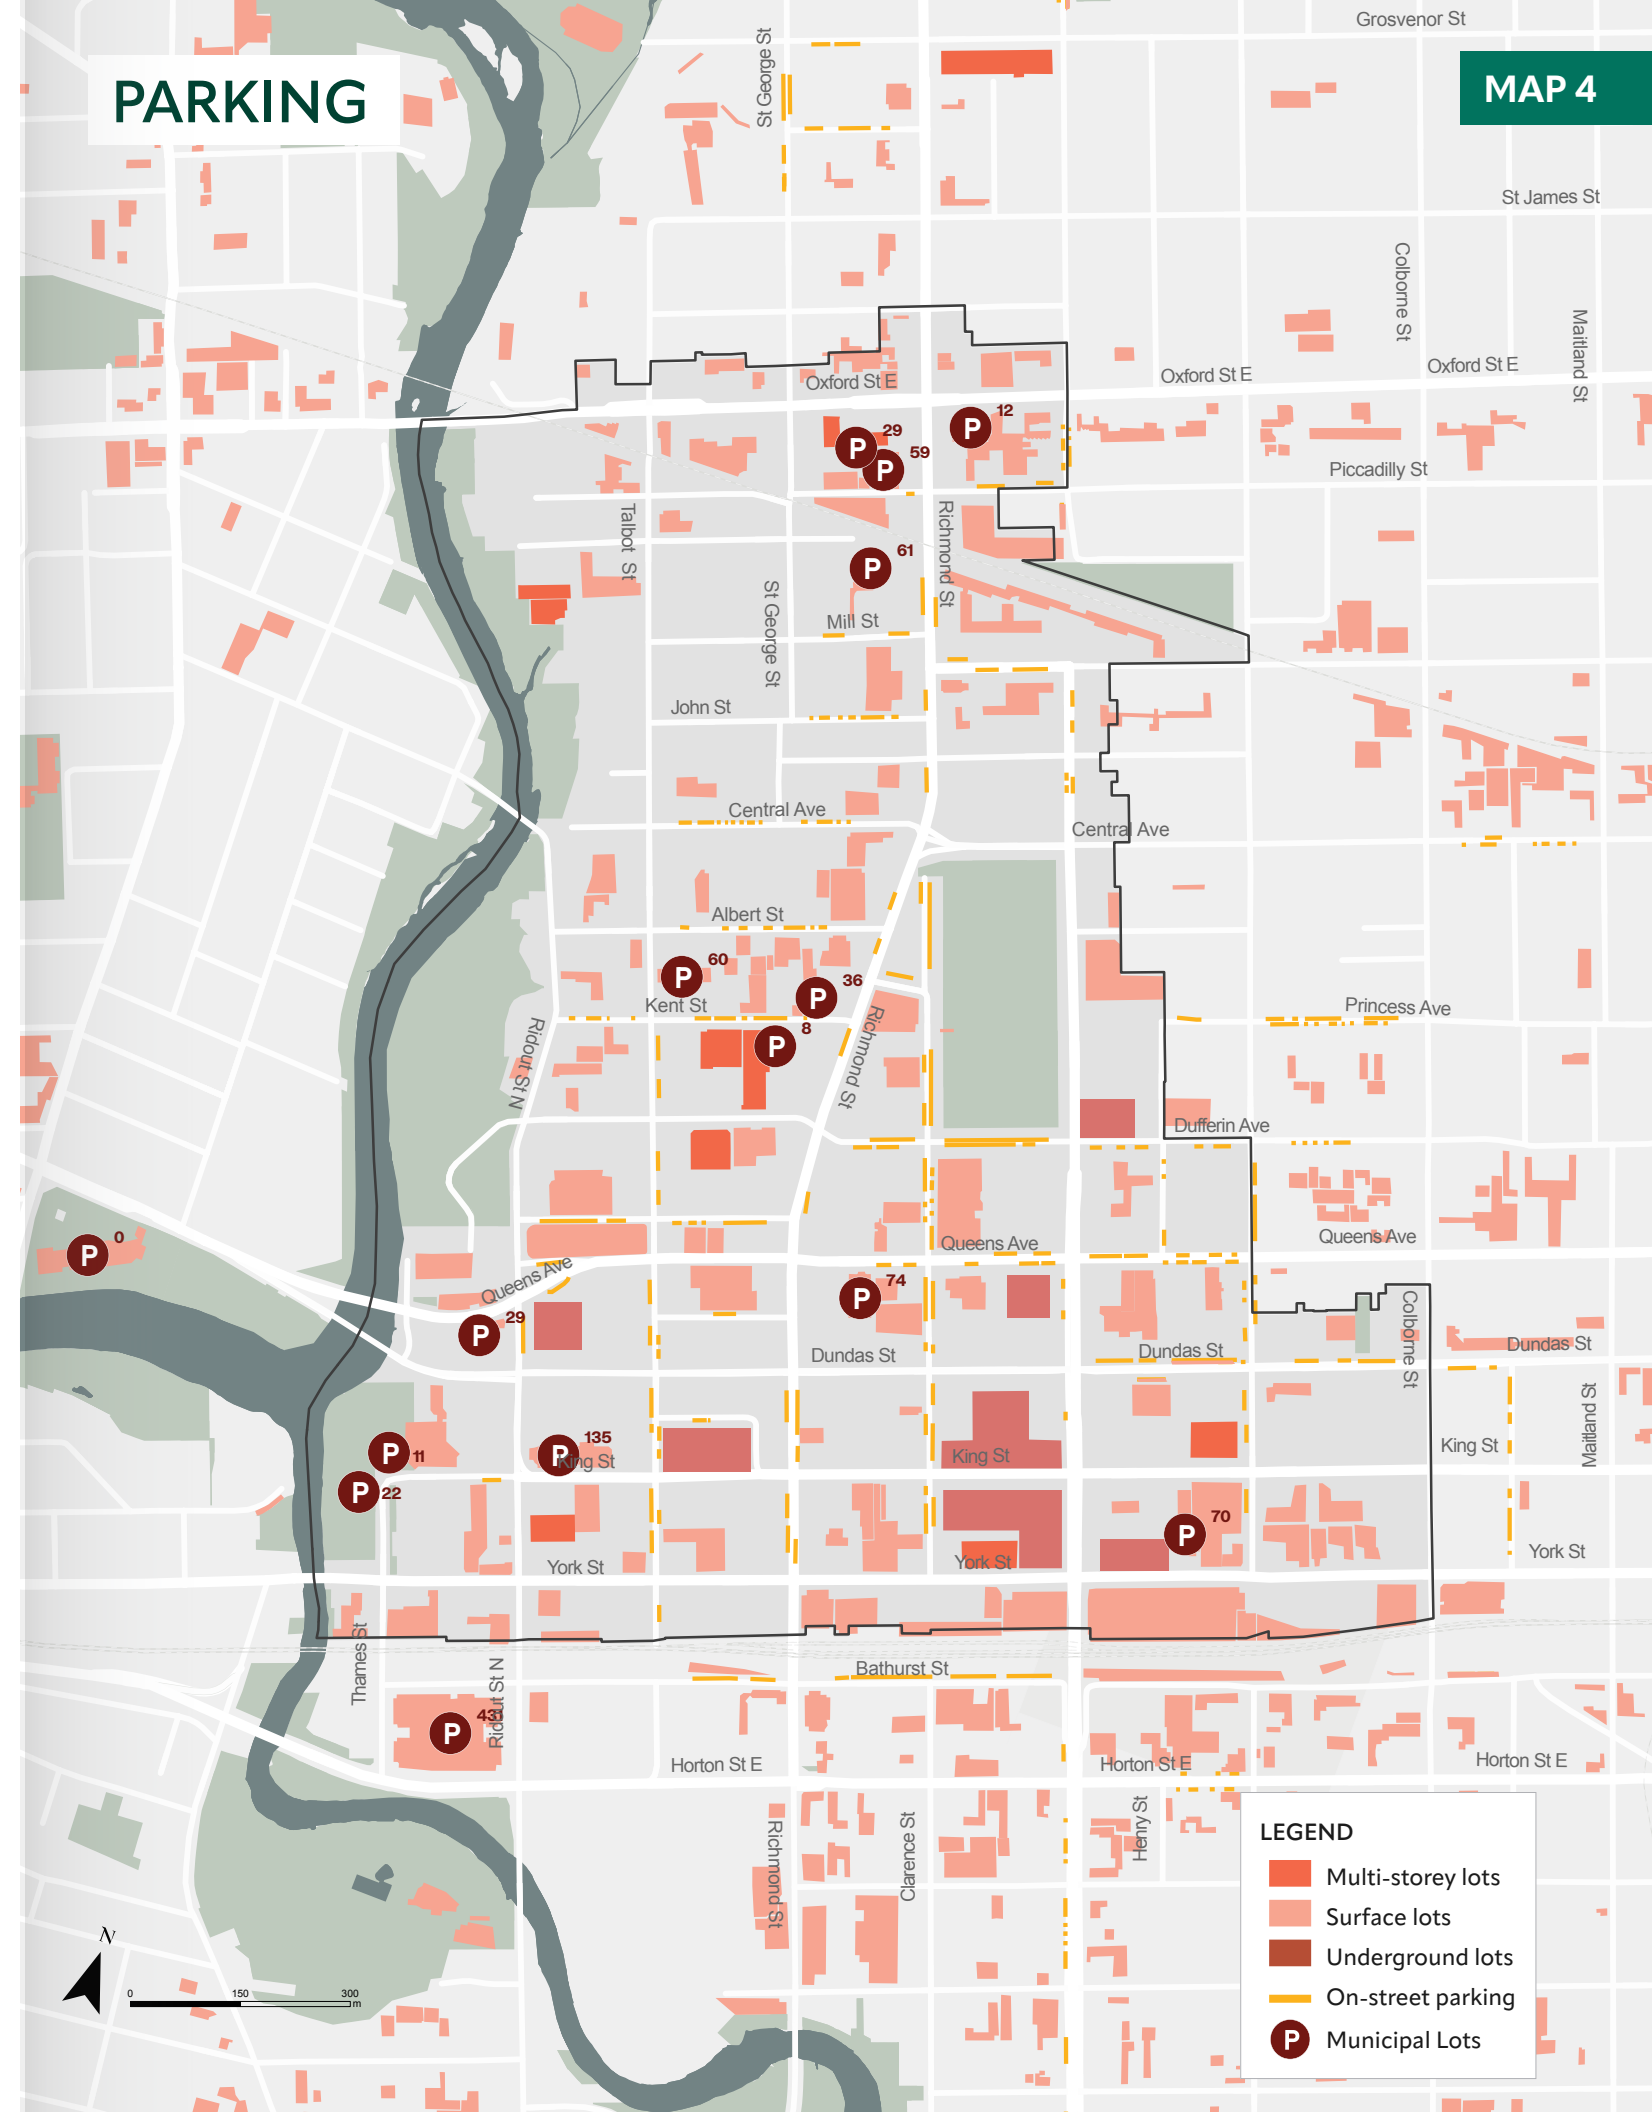 Grosvenor St
PARKING
MAP 4
St George St
St James St
Colborne St
Maitland St
Oxford St E
Oxford St E
Oxford St E
P 12
P 29
P 59
Piccadilly St
Talbot St
Richmond St
P 61
St George St
Mill St
John St
Central Ave
Central Ave
Albert St
P 60
P 36
Kent St
Princess Ave
Ridout St N
Richmond St
P 8
Dufferin Ave
P 0
Queens Ave
Queens Ave
Queens Ave
P 74
P 29
Colborne St
Dundas St
Dundas St
Dundas St
Maitland St
P 135
King St
King St
King St
P 11
P 22
P 70
York St
York St
York St
Thames St
Ridout St N
Bathurst St
P 43
Horton St E
Horton St E
Horton St E
Richmond St
Clarence St
Henry St
LEGEND
Multi-storey lots
Surface lots
Underground lots
On-street parking
P Municipal Lots
N
0 150 300
m